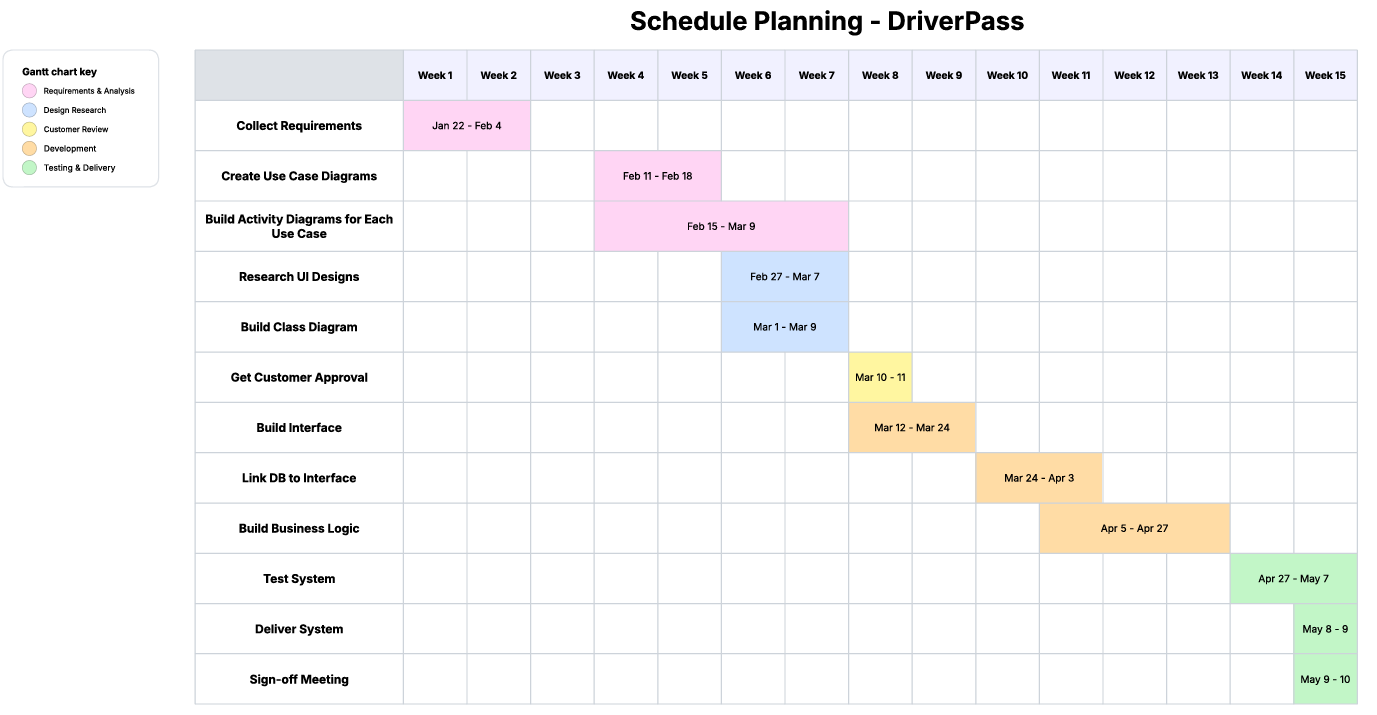 Schedule Planning - DriverPass
Gantt chart key
Requirements & Analysis
Design Research
Customer Review
Development
Testing & Delivery
Week 1 Week 2 Week 3 Week 4 Week 5 Week 6 Week 7 Week 8 Week 9 Week 10 Week 11 Week 12 Week 13 Week 14 Week 15
Collect Requirements Jan 22 - Feb 4
Create Use Case Diagrams Feb 11 - Feb 18
Build Activity Diagrams for Each
Use Case Feb 15 - Mar 9
Research UI Designs Feb 27 - Mar 7
Build Class Diagram Mar 1 - Mar 9
Get Customer Approval Mar 10 - 11
Build Interface Mar 12 - Mar 24
Link DB to Interface Mar 24 - Apr 3
Build Business Logic Apr 5 - Apr 27
Test System Apr 27 - May 7
Deliver System May 8 - 9
Sign-off Meeting May 9 - 10